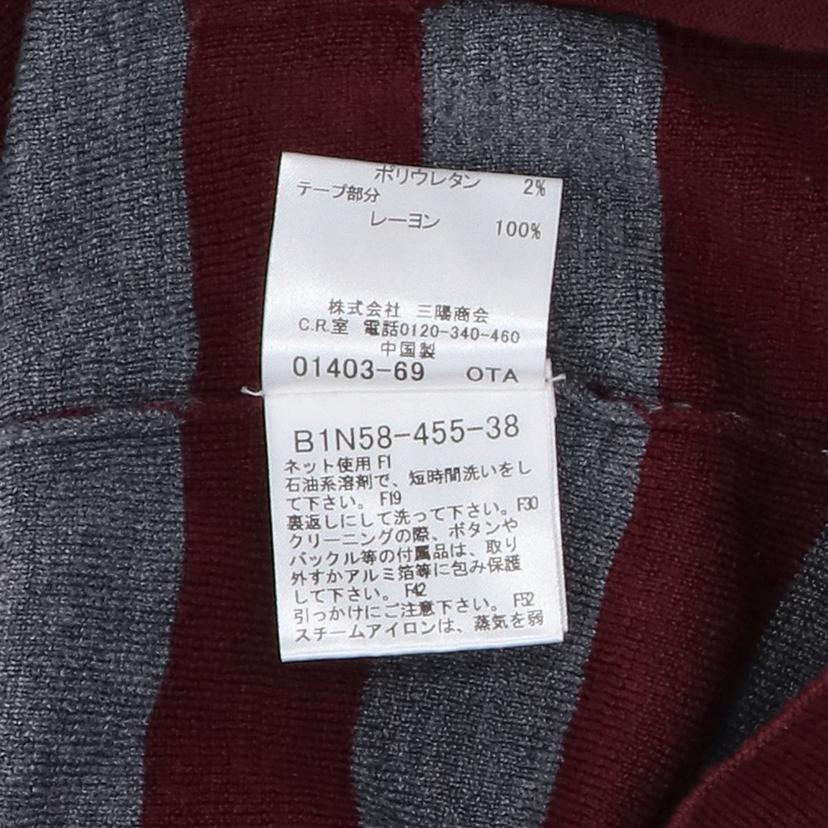 ポリウレタン 2%
テープ部分
レーヨン 100%
株式会社 三陽商会
C.R.室 電話0120-340-460
中国製
01403-69 OTA
B1N58-455-38
ネット使用 F1
石油系溶剤で、短時間洗いをし
て下さい。 F19
裏返しにして洗って下さい。F30
クリーニングの際、ボタンや
バックル等の付属品は、取り
外すかアルミ箔等に包み保護
して下さい。 F42
引っかけにご注意下さい。 F52
スチームアイロンは、蒸気を弱